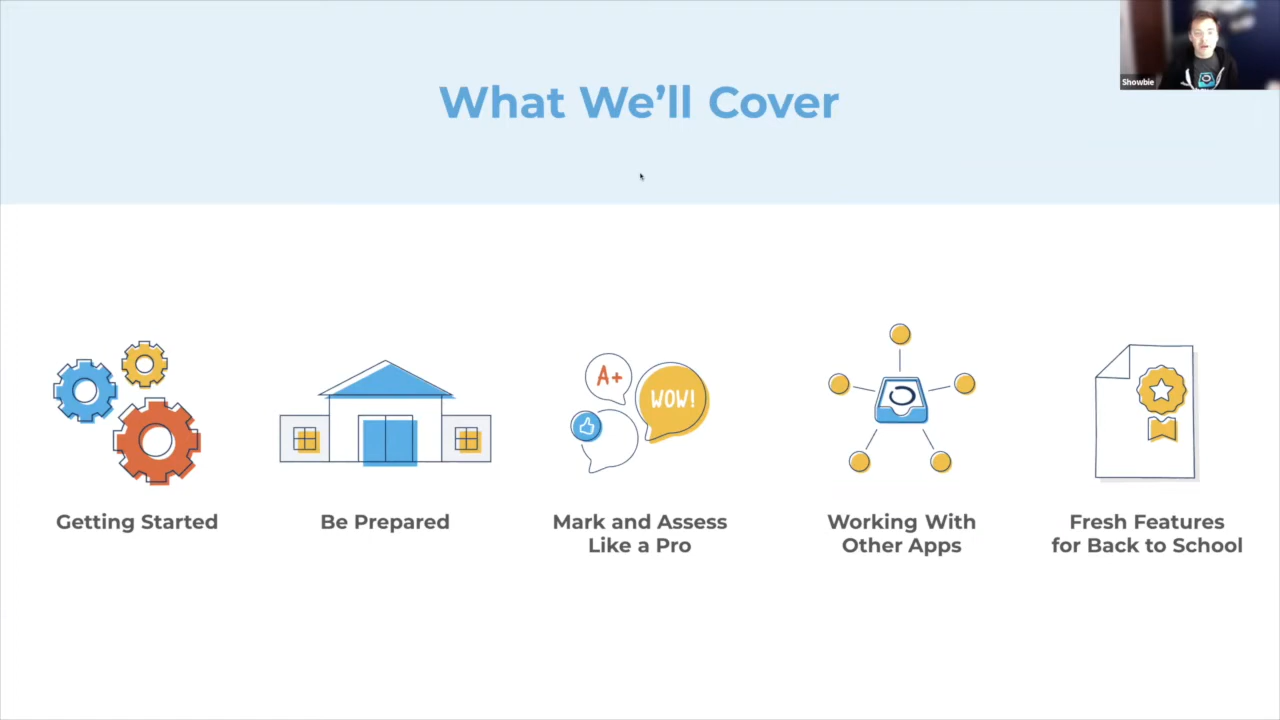 Showbie
What We'll Cover
A+
WOW!
Getting Started
Be Prepared
Mark and Assess
Like a Pro
Working With
Other Apps
Fresh Features
for Back to School